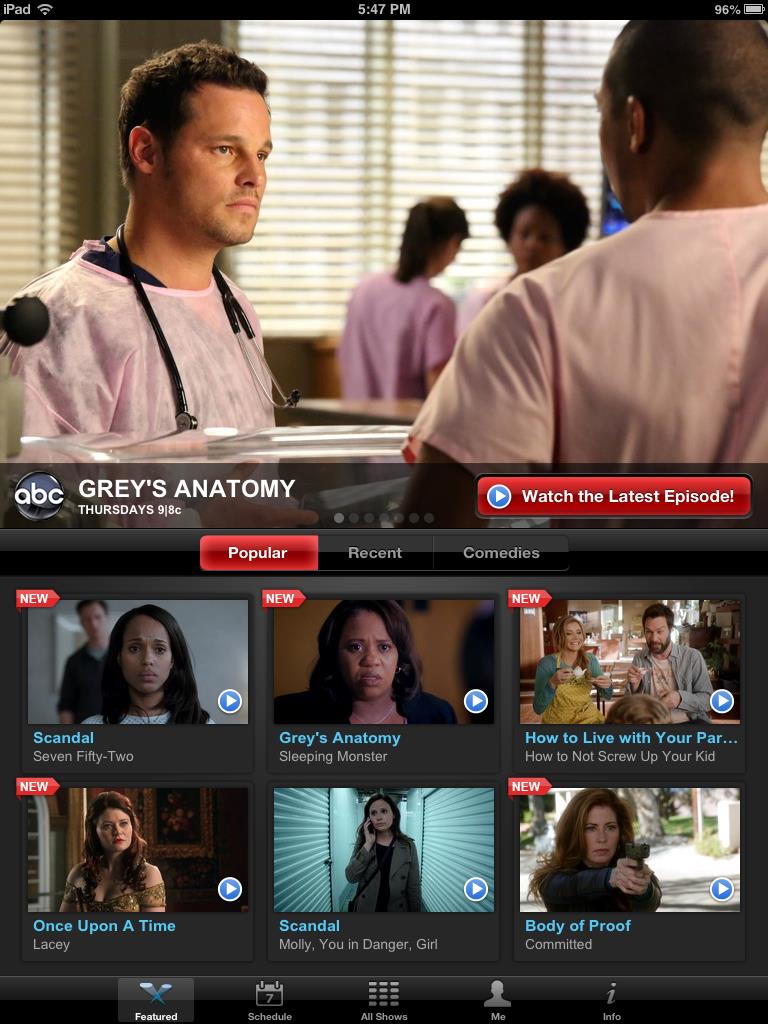 iPad 5:47 PM 96%
abc GREY'S ANATOMY
THURSDAYS 9|8c
Watch the Latest Episode!
Popular Recent Comedies
NEW NEW NEW
Scandal Grey's Anatomy How to Live with Your Par...
Seven Fifty-Two Sleeping Monster How to Not Screw Up Your Kid
NEW NEW
Once Upon A Time Scandal Body of Proof
Lacey Molly, You in Danger, Girl Committed
7
Featured Schedule All Shows Me Info